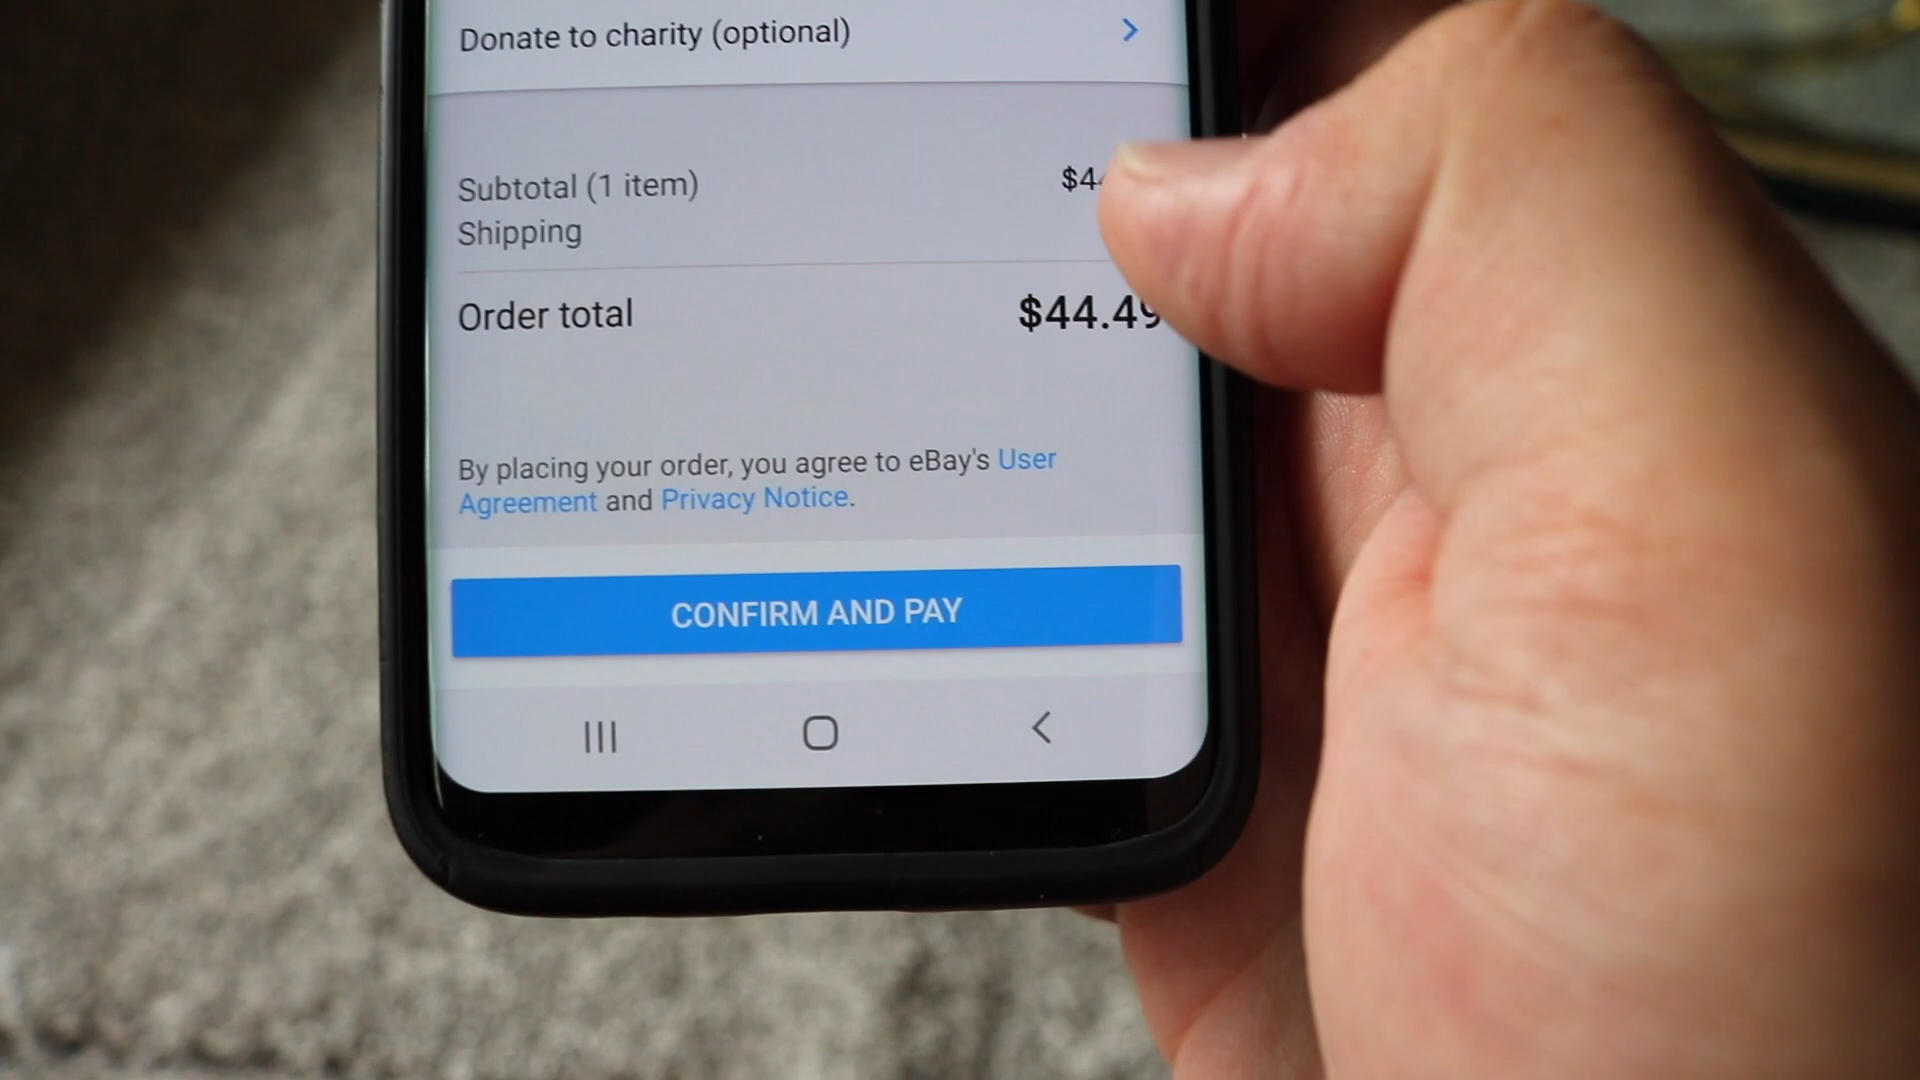 Donate to charity (optional)
Subtotal (1 item) $4
Shipping
Order total $44.49
By placing your order, you agree to eBay's User
Agreement and Privacy Notice.
CONFIRM AND PAY